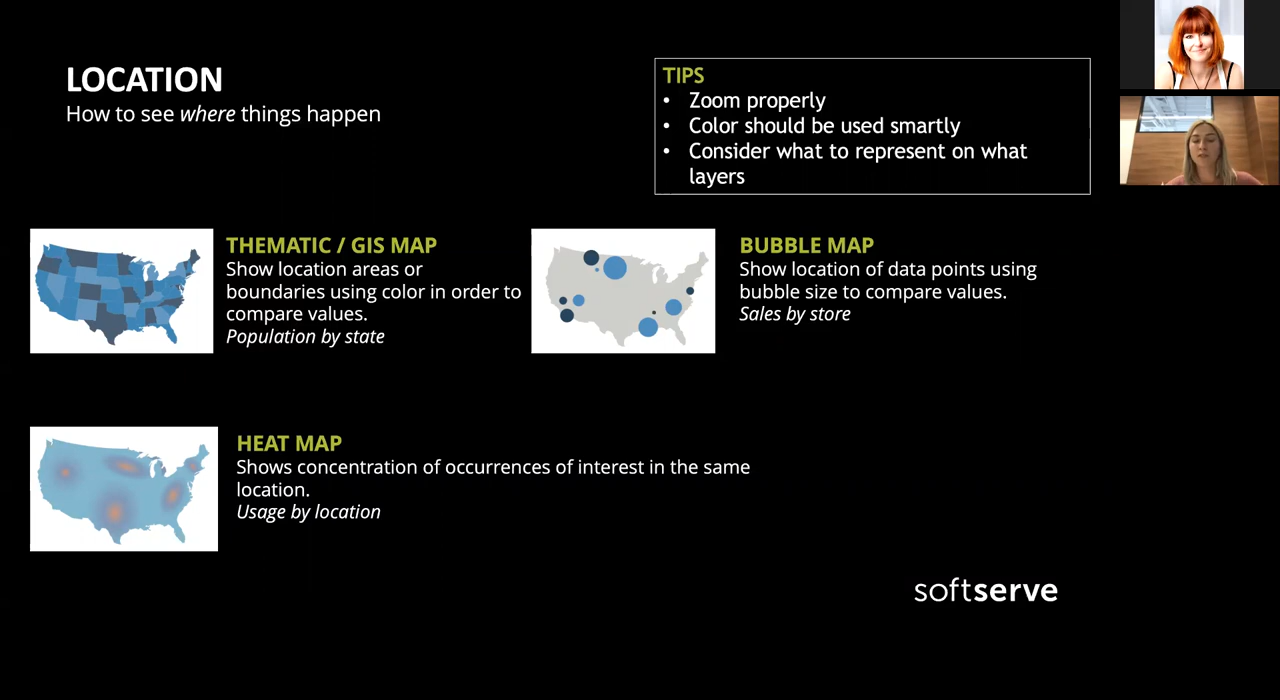 LOCATION
How to see where things happen
TIPS
• Zoom properly
• Color should be used smartly
• Consider what to represent on what
layers
THEMATIC / GIS MAP
Show location areas or
boundaries using color in order to
compare values.
Population by state
BUBBLE MAP
Show location of data points using
bubble size to compare values.
Sales by store
HEAT MAP
Shows concentration of occurrences of interest in the same
location.
Usage by location
softserve